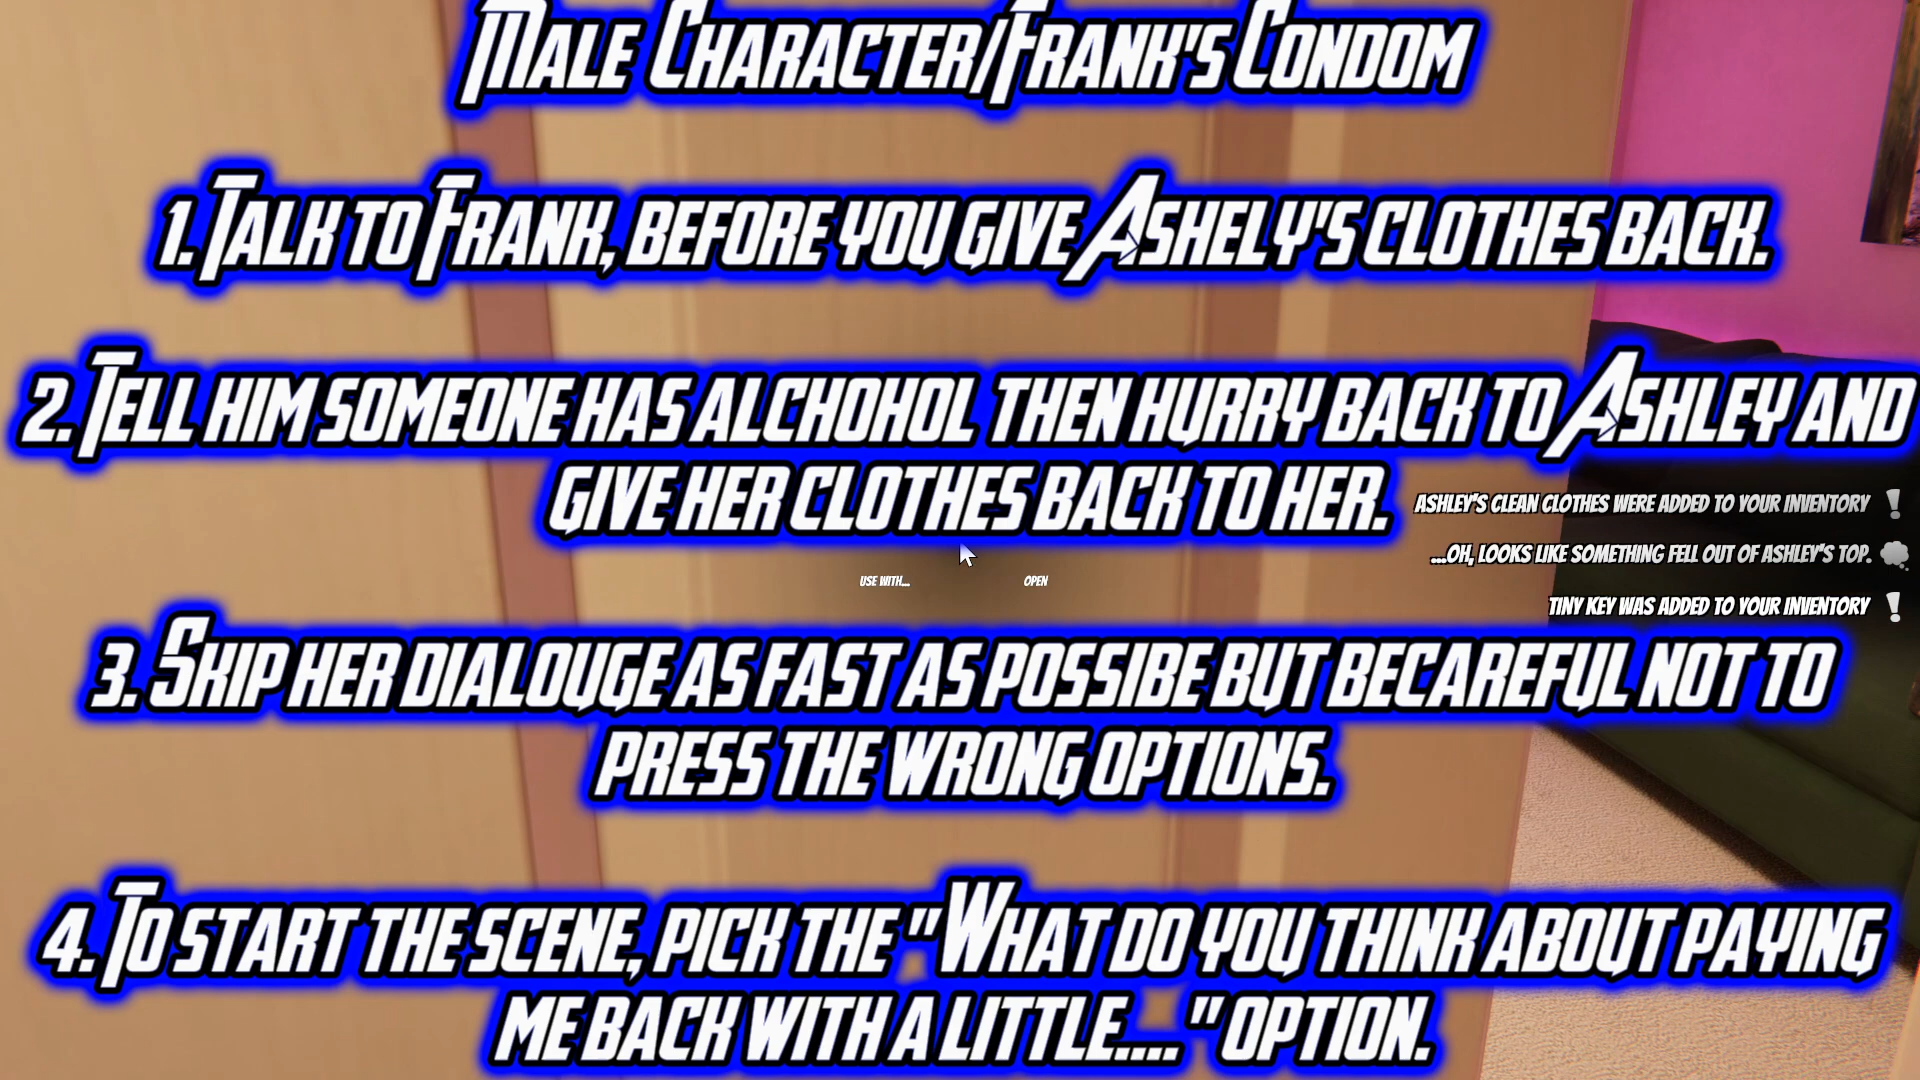 Male Character/Frank's Condom
1. Talk to Frank, before you give Ashely's clothes back.
2. Tell him someone has alchohol then hurry back to Ashley and
give her clothes back to her.
ASHLEY'S CLEAN CLOTHES WERE ADDED TO YOUR INVENTORY
...OH, LOOKS LIKE SOMETHING FELL OUT OF ASHLEY'S TOP.
USE WITH... OPEN
TINY KEY WAS ADDED TO YOUR INVENTORY
3. Skip her dialouge as fast as possibe but becareful not to
press the wrong options.
4. To start the scene, pick the "What do you think about paying
me back with a little.... " option.